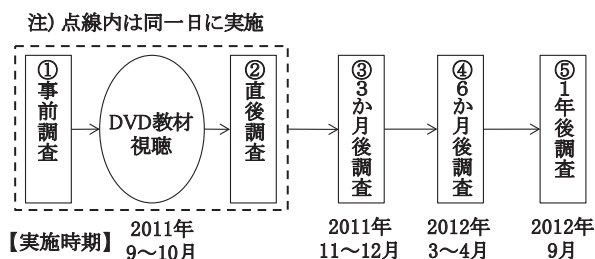 注）点線内は同一日に実施
①事前調査
DVD教材
視聴
②直後調査
③3か月後調査
④6か月後調査
⑤1年後調査
【実施時期】
2011年
9～10月
2011年
11～12月
2012年
3～4月
2012年
9月